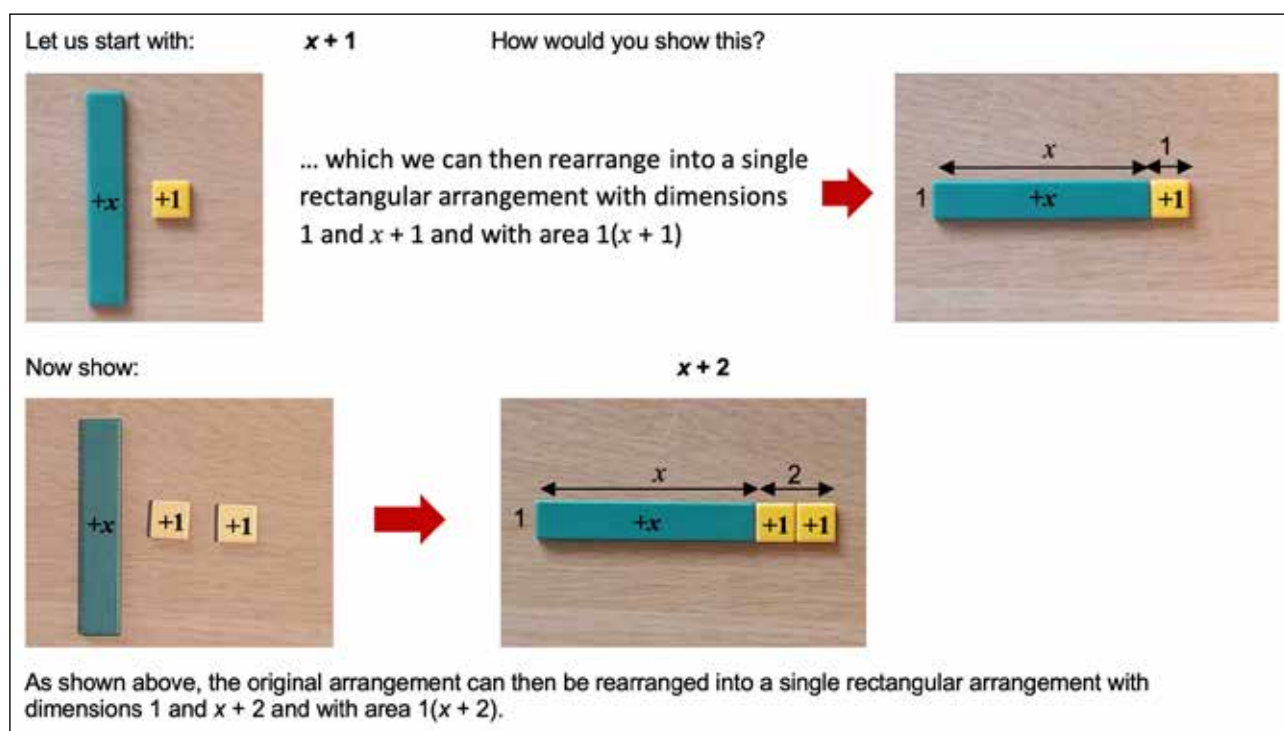 Let us start with: x + 1 How would you show this?
+x +1
... which we can then rearrange into a single
rectangular arrangement with dimensions
1 and x + 1 and with area 1(x + 1)
x 1
1 +x +1
Now show: x + 2
+x +1 +1
x 2
1 +x +1 +1
As shown above, the original arrangement can then be rearranged into a single rectangular arrangement with
dimensions 1 and x + 2 and with area 1(x + 2).